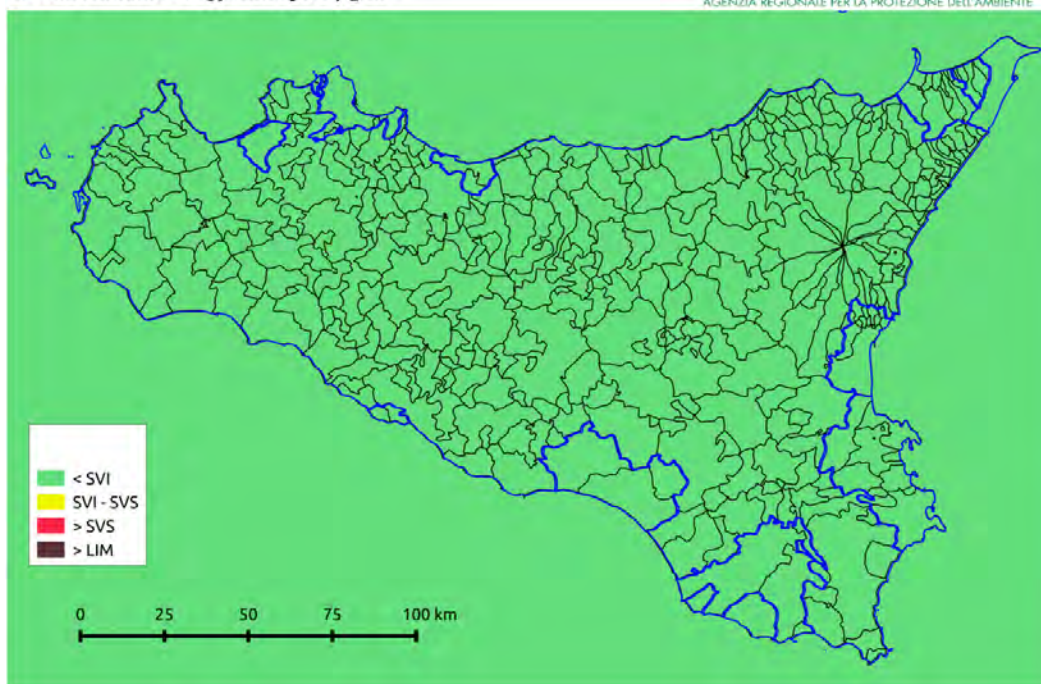 AGENZIA REGIONALE PER LA PROTEZIONE DELL'AMBIENTE
< SVI
SVI - SVS
> SVS
> LIM
0 25 50 75 100 km